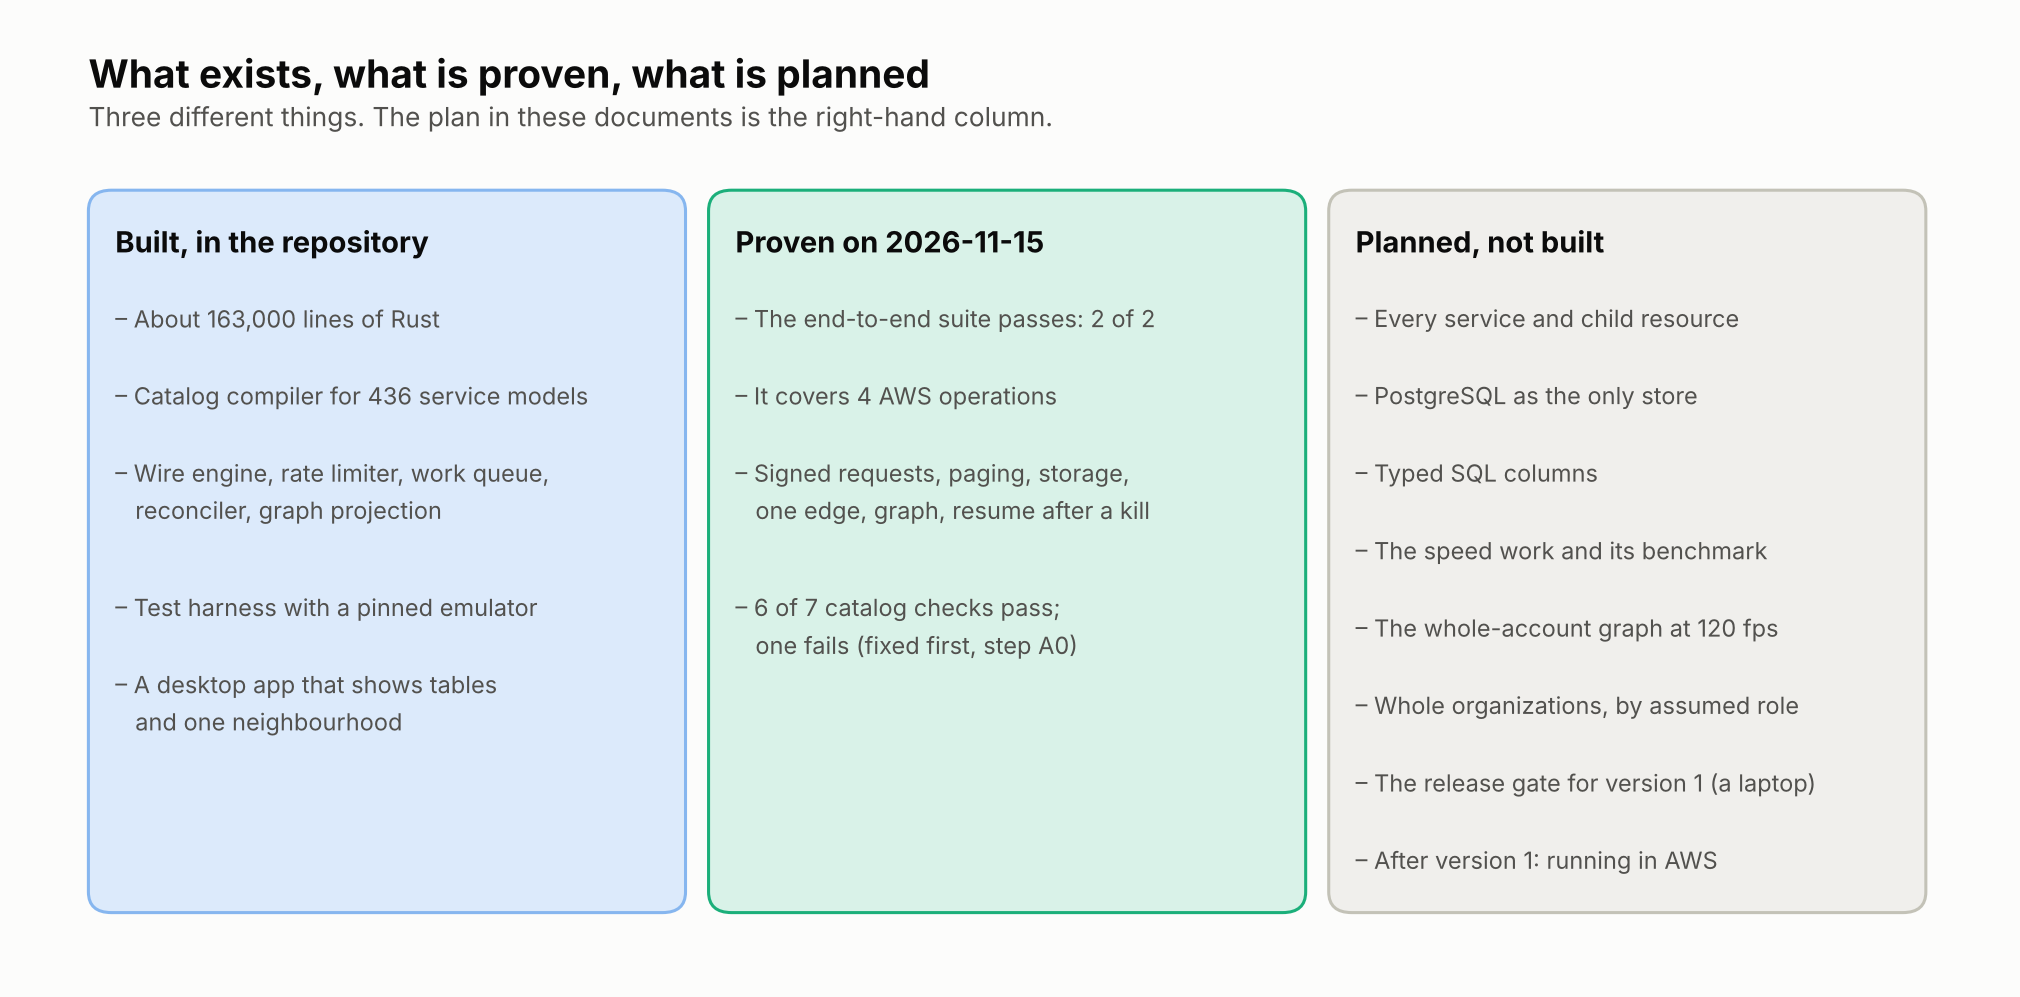 What exists, what is proven, what is planned
Three different things. The plan in these documents is the right-hand column.
Built, in the repository
– About 163,000 lines of Rust
– Catalog compiler for 436 service models
– Wire engine, rate limiter, work queue,
reconciler, graph projection
– Test harness with a pinned emulator
– A desktop app that shows tables
and one neighbourhood
Proven on 2026-11-15
– The end-to-end suite passes: 2 of 2
– It covers 4 AWS operations
– Signed requests, paging, storage,
one edge, graph, resume after a kill
– 6 of 7 catalog checks pass;
one fails (fixed first, step A0)
Planned, not built
– Every service and child resource
– PostgreSQL as the only store
– Typed SQL columns
– The speed work and its benchmark
– The whole-account graph at 120 fps
– Whole organizations, by assumed role
– The release gate for version 1 (a laptop)
– After version 1: running in AWS